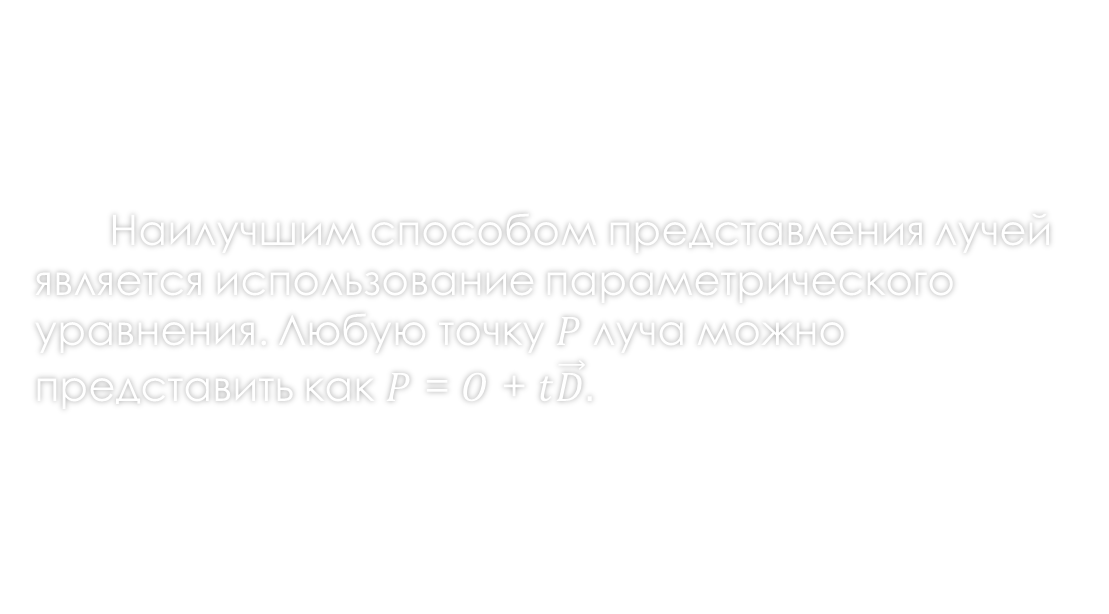 Наилучшим способом представления лучей
является использование параметрического
уравнения. Любую точку P луча можно
представить как P = O + tD⃗.